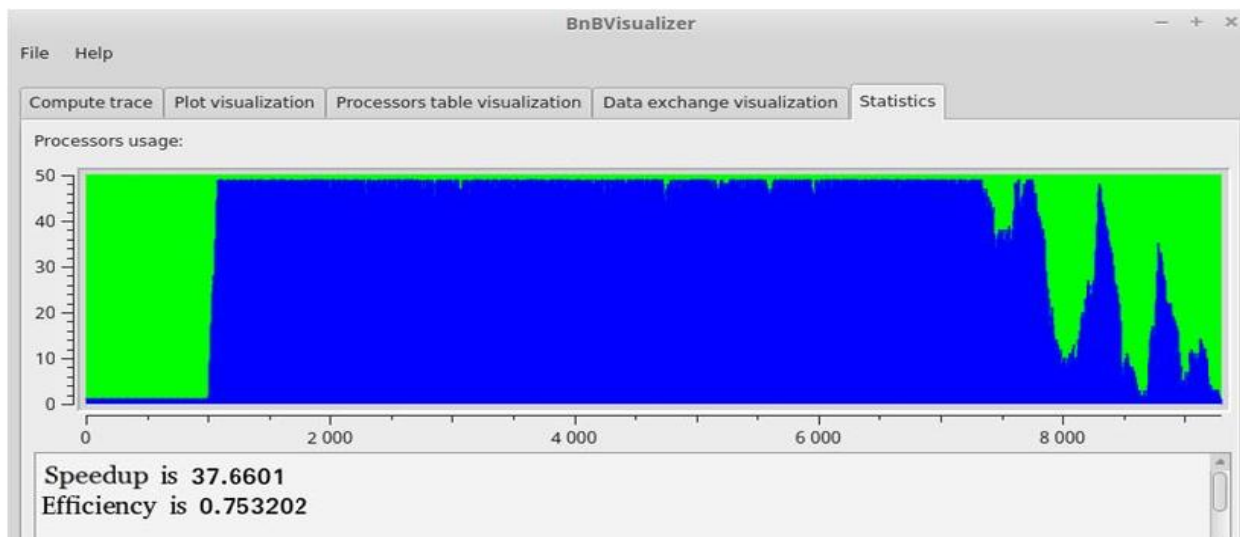 BnBVisualizer
File Help
Compute trace Plot visualization Processors table visualization Data exchange visualization Statistics
Processors usage:
50
40
30
20
10
0
0 2 000 4 000 6 000 8 000
Speedup is 37.6601
Efficiency is 0.753202